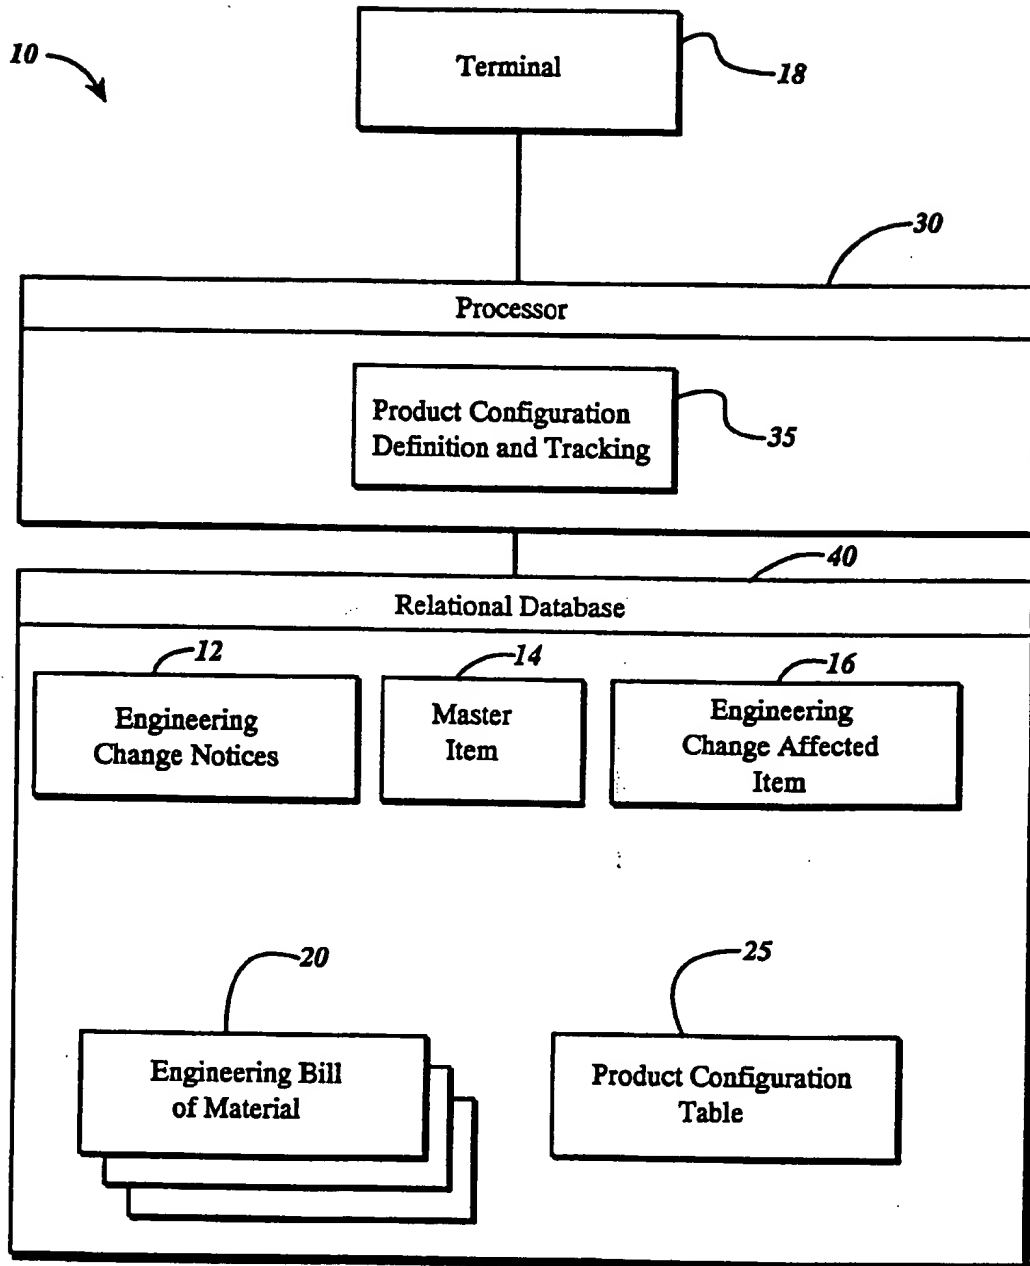 10
Terminal
18
30
Processor
Product Configuration
Definition and Tracking
35
40
Relational Database
12
14
16
Engineering
Change Notices
Master
Item
Engineering
Change Affected
Item
20
25
Engineering Bill
of Material
Product Configuration
Table